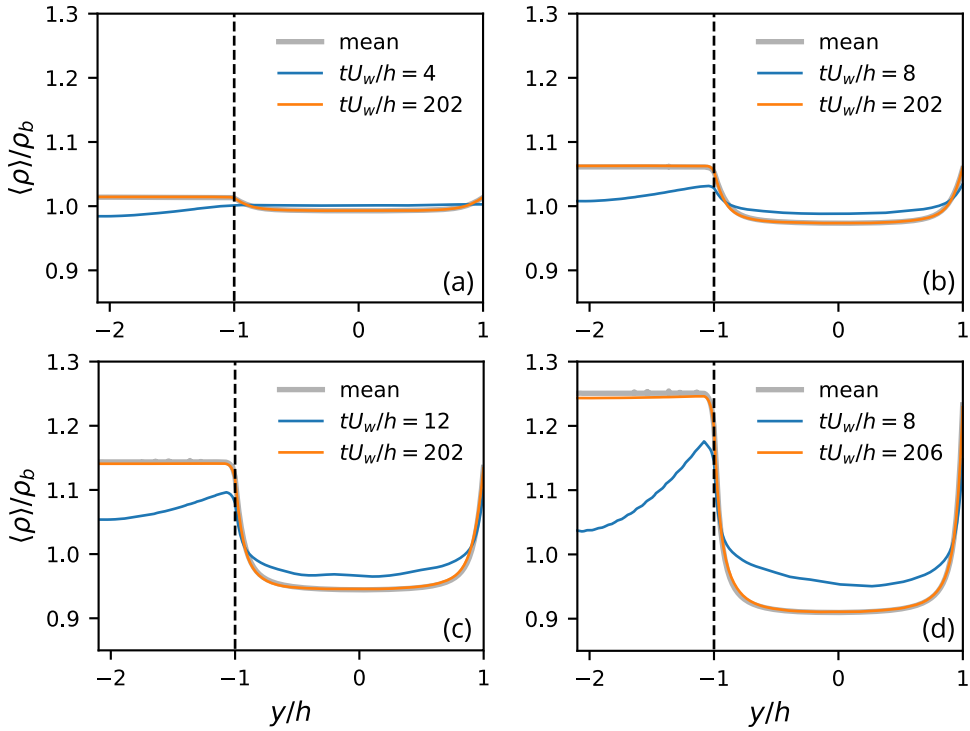 1.3
1.2
1.1
1.0
0.9
⟨ρ⟩/ρ_b
mean
tU_w/h = 4
tU_w/h = 202
(a)
−2
−1
0
1
1.3
1.2
1.1
1.0
0.9
mean
tU_w/h = 8
tU_w/h = 202
(b)
−2
−1
0
1
1.3
1.2
1.1
1.0
0.9
⟨ρ⟩/ρ_b
mean
tU_w/h = 12
tU_w/h = 202
(c)
−2
−1
0
1
y/h
1.3
1.2
1.1
1.0
0.9
mean
tU_w/h = 8
tU_w/h = 206
(d)
−2
−1
0
1
y/h